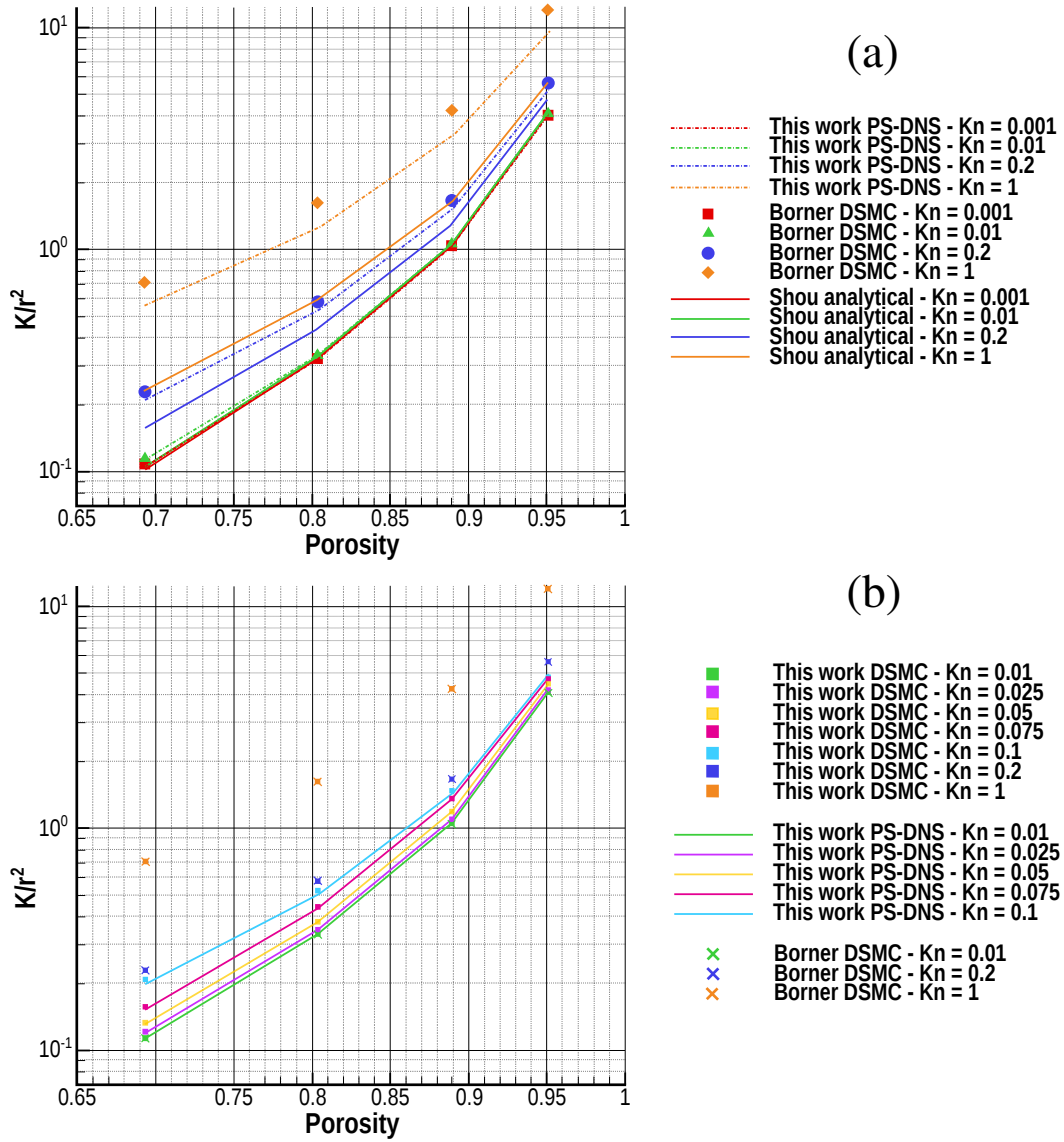 (a)
K/r²
10¹
10⁰
10⁻¹
0.65 0.7 0.75 0.8 0.85 0.9 0.95 1
Porosity
This work PS-DNS - Kn = 0.001
This work PS-DNS - Kn = 0.01
This work PS-DNS - Kn = 0.2
This work PS-DNS - Kn = 1
Borner DSMC - Kn = 0.001
Borner DSMC - Kn = 0.01
Borner DSMC - Kn = 0.2
Borner DSMC - Kn = 1
Shou analytical - Kn = 0.001
Shou analytical - Kn = 0.01
Shou analytical - Kn = 0.2
Shou analytical - Kn = 1
(b)
K/r²
10¹
10⁰
10⁻¹
0.65 0.7 0.75 0.8 0.85 0.9 0.95 1
Porosity
This work DSMC - Kn = 0.01
This work DSMC - Kn = 0.025
This work DSMC - Kn = 0.05
This work DSMC - Kn = 0.075
This work DSMC - Kn = 0.1
This work DSMC - Kn = 0.2
This work DSMC - Kn = 1
This work PS-DNS - Kn = 0.01
This work PS-DNS - Kn = 0.025
This work PS-DNS - Kn = 0.05
This work PS-DNS - Kn = 0.075
This work PS-DNS - Kn = 0.1
Borner DSMC - Kn = 0.01
Borner DSMC - Kn = 0.2
Borner DSMC - Kn = 1